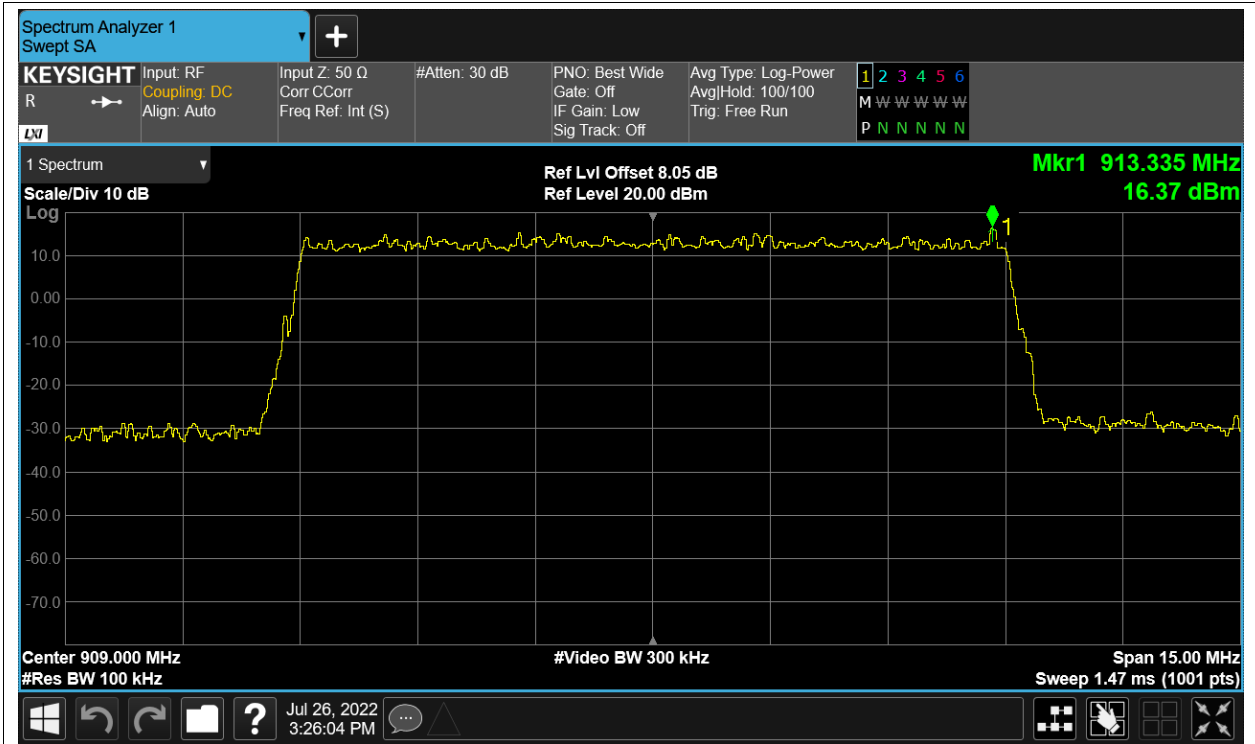 Spectrum Analyzer 1
Swept SA
KEYSIGHT
R
LXI
Input: RF
Coupling: DC
Align: Auto
Input Z: 50 Ω
Corr CCorr
Freq Ref: Int (S)
#Atten: 30 dB
PNO: Best Wide
Gate: Off
IF Gain: Low
Sig Track: Off
Avg Type: Log-Power
Avg|Hold: 100/100
Trig: Free Run
1 2 3 4 5 6
M W W W W W
P N N N N N
1 Spectrum
Scale/Div 10 dB
Ref Lvl Offset 8.05 dB
Ref Level 20.00 dBm
Mkr1 913.335 MHz
16.37 dBm
Log
1
10.0
0.00
-10.0
-20.0
-30.0
-40.0
-50.0
-60.0
-70.0
Center 909.000 MHz
#Video BW 300 kHz
Span 15.00 MHz
#Res BW 100 kHz
Sweep 1.47 ms (1001 pts)
?
Jul 26, 2022
3:26:04 PM